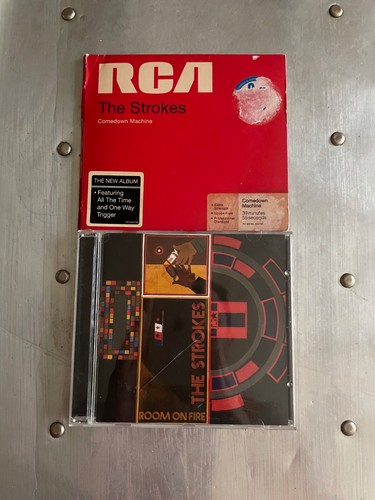 RCA
The Strokes
Comedown Machine
THE NEW ALBUM
• Featuring
All The Time
and One Way
Trigger
Comedown
Machine
THE STROKES
ROOM ON FIRE